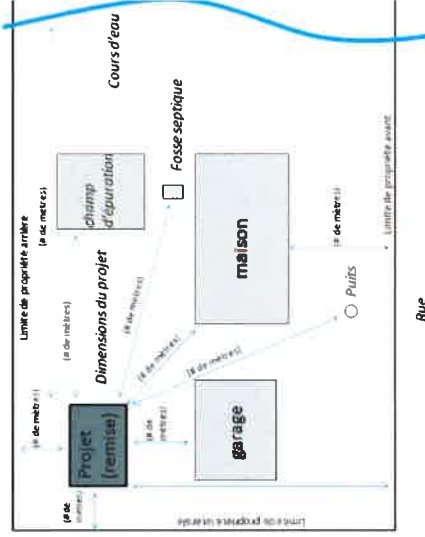 Limite de propriété arrière
(# de mètres)
(# de mètres)
Cours d'eau
(# de mètres)
champ
d'épuration
Projet
(remise)
Dimensions du projet
Fosse septique
(# de mètres)
(# de
mètres)
(# de
mètres)
(# de mètres)
(# de mètres)
garage
maison
(# de mètres)
Puits
Limite de propriété latérale
Limite de propriété avant
Rue